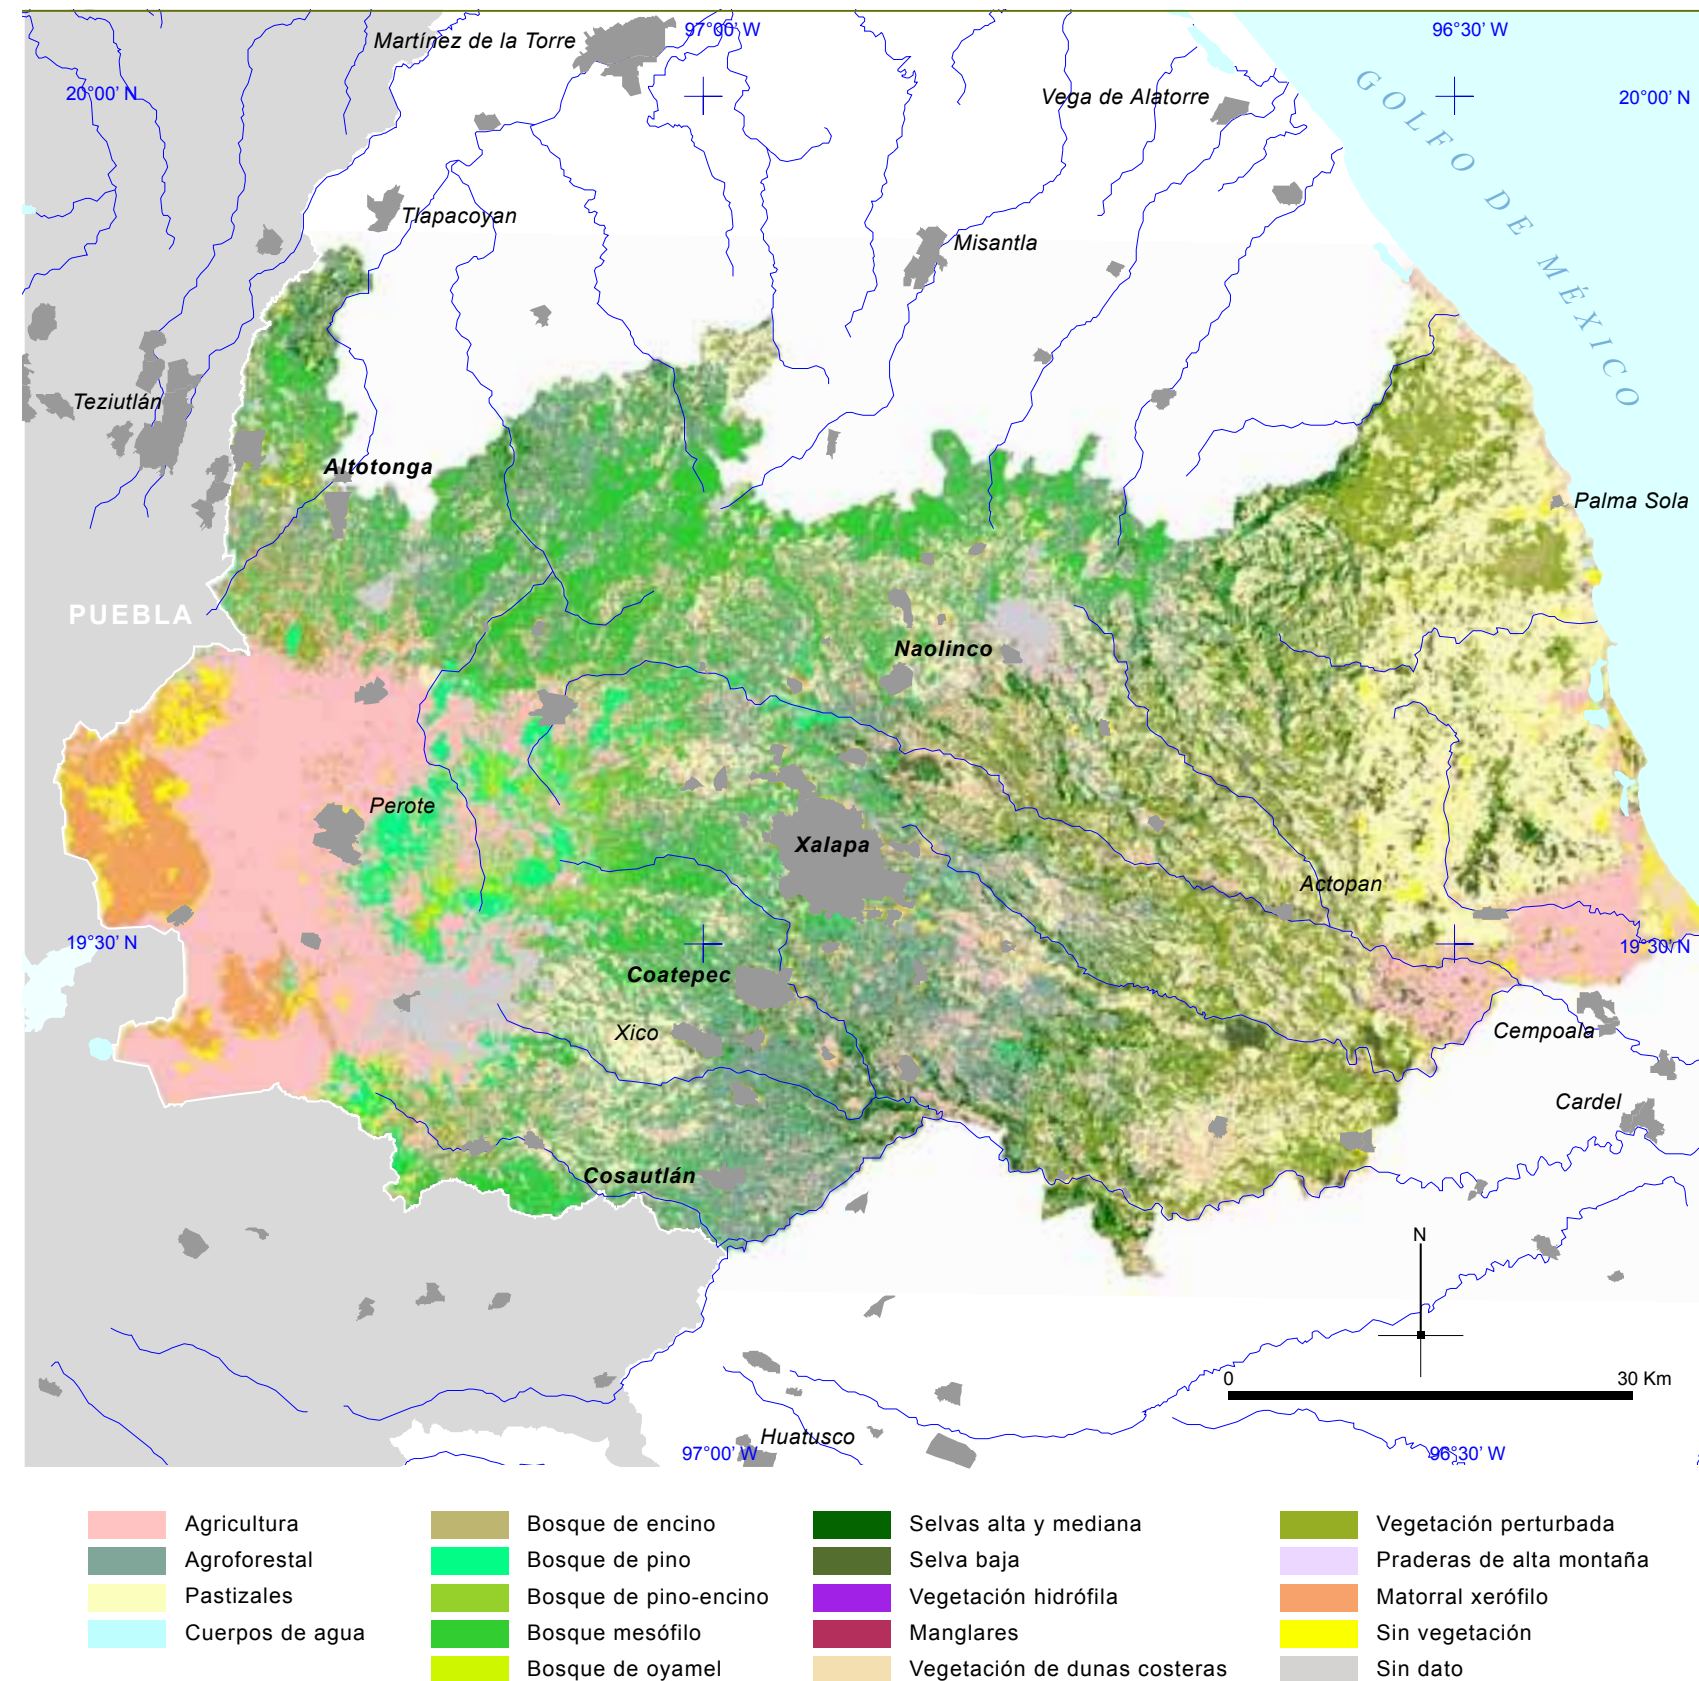 Martínez de la Torre
97°00' W
96°30' W
20°00' N
Vega de Alatorre
20°00' N
GOLFO DE MÉXICO
Tlapacoyan
Misantla
Teziutlán
Altotonga
Palma Sola
PUEBLA
Naolinco
Perote
Xalapa
Actopan
19°30' N
19°30' N
Coatepec
Xico
Cempoala
Cardel
Cosautlán
N
0
30 Km
Huatusco
97°00' W
96°30' W
Agricultura
Agroforestal
Pastizales
Cuerpos de agua
Bosque de encino
Bosque de pino
Bosque de pino-encino
Bosque mesófilo
Bosque de oyamel
Selvas alta y mediana
Selva baja
Vegetación hidrófila
Manglares
Vegetación de dunas costeras
Vegetación perturbada
Praderas de alta montaña
Matorral xerófilo
Sin vegetación
Sin dato